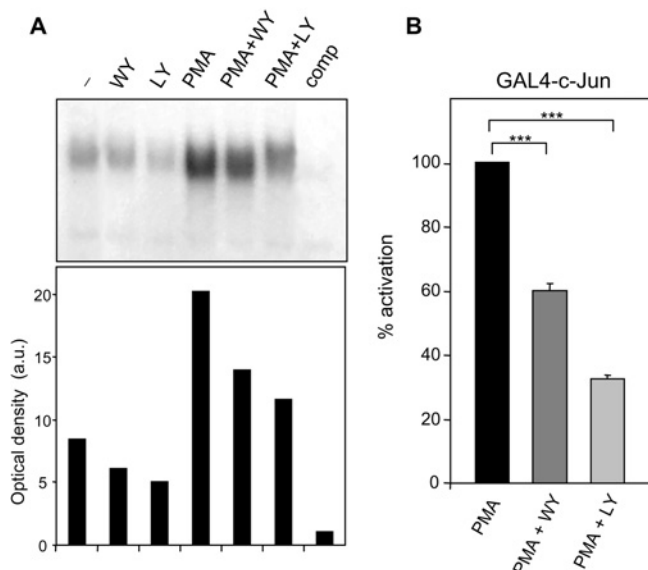 A
– WY LY PMA PMA+WY PMA+LY comp
Optical density (a.u.)
20
15
10
5
0
B
GAL4-c-Jun
***
***
% activation
100
80
60
40
20
0
PMA
PMA + WY
PMA + LY